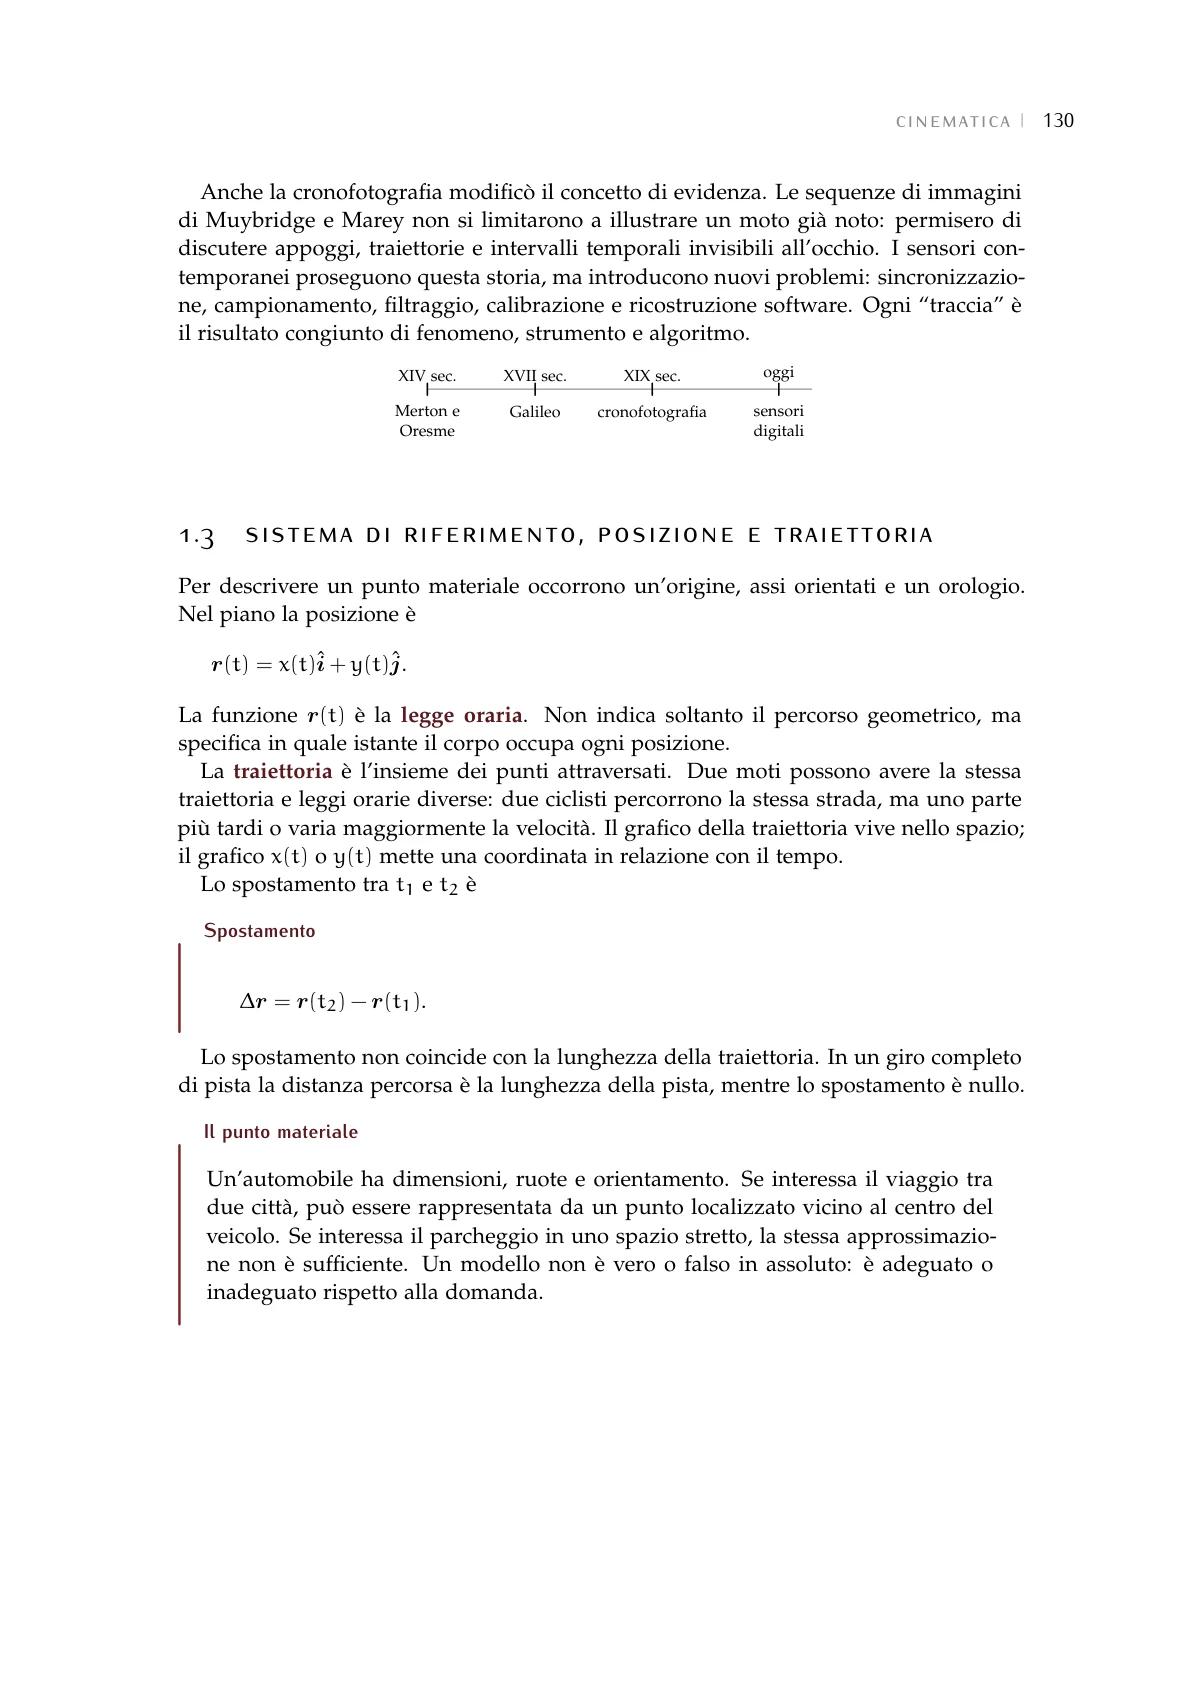 CINEMATICA | 130
Anche la cronofotografia modificò il concetto di evidenza. Le sequenze di immagini
di Muybridge e Marey non si limitarono a illustrare un moto già noto: permisero di
discutere appoggi, traiettorie e intervalli temporali invisibili all’occhio. I sensori con-
temporanei proseguono questa storia, ma introducono nuovi problemi: sincronizzazio-
ne, campionamento, filtraggio, calibrazione e ricostruzione software. Ogni “traccia” è
il risultato congiunto di fenomeno, strumento e algoritmo.
XIV sec. XVII sec. XIX sec. oggi
Merton e Galileo cronofotografia sensori
Oresme digitali
1.3 SISTEMA DI RIFERIMENTO, POSIZIONE E TRAIETTORIA
Per descrivere un punto materiale occorrono un’origine, assi orientati e un orologio.
Nel piano la posizione è
r(t) = x(t)î + y(t)ĵ.
La funzione r(t) è la legge oraria. Non indica soltanto il percorso geometrico, ma
specifica in quale istante il corpo occupa ogni posizione.
La traiettoria è l’insieme dei punti attraversati. Due moti possono avere la stessa
traiettoria e leggi orarie diverse: due ciclisti percorrono la stessa strada, ma uno parte
più tardi o varia maggiormente la velocità. Il grafico della traiettoria vive nello spazio;
il grafico x(t) o y(t) mette una coordinata in relazione con il tempo.
Lo spostamento tra t₁ e t₂ è
Spostamento
Δr = r(t₂) − r(t₁).
Lo spostamento non coincide con la lunghezza della traiettoria. In un giro completo
di pista la distanza percorsa è la lunghezza della pista, mentre lo spostamento è nullo.
Il punto materiale
Un’automobile ha dimensioni, ruote e orientamento. Se interessa il viaggio tra
due città, può essere rappresentata da un punto localizzato vicino al centro del
veicolo. Se interessa il parcheggio in uno spazio stretto, la stessa approssimazio-
ne non è sufficiente. Un modello non è vero o falso in assoluto: è adeguato o
inadeguato rispetto alla domanda.